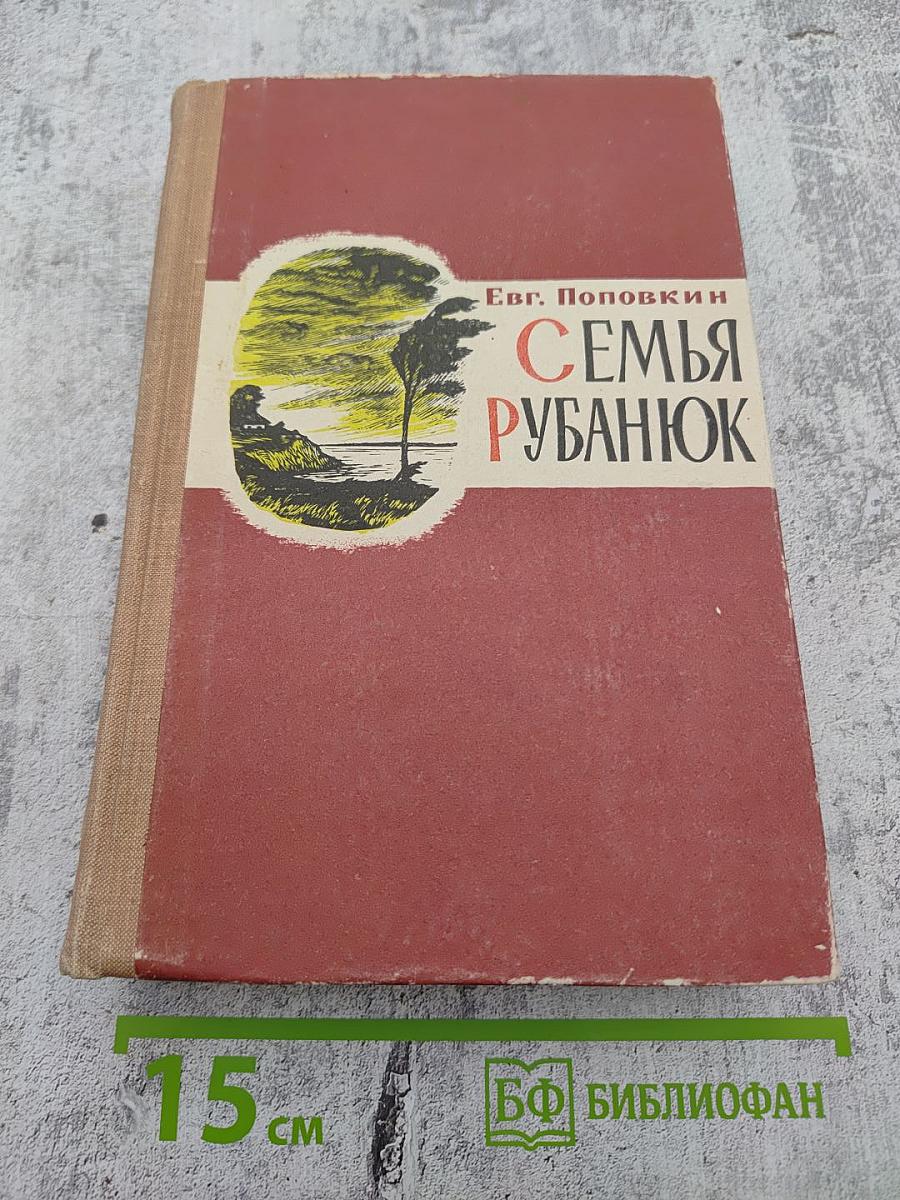 Евг. Поповкин
СЕМЬЯ
РУБАНЮК
15 см
БФ БИБЛИОФАН